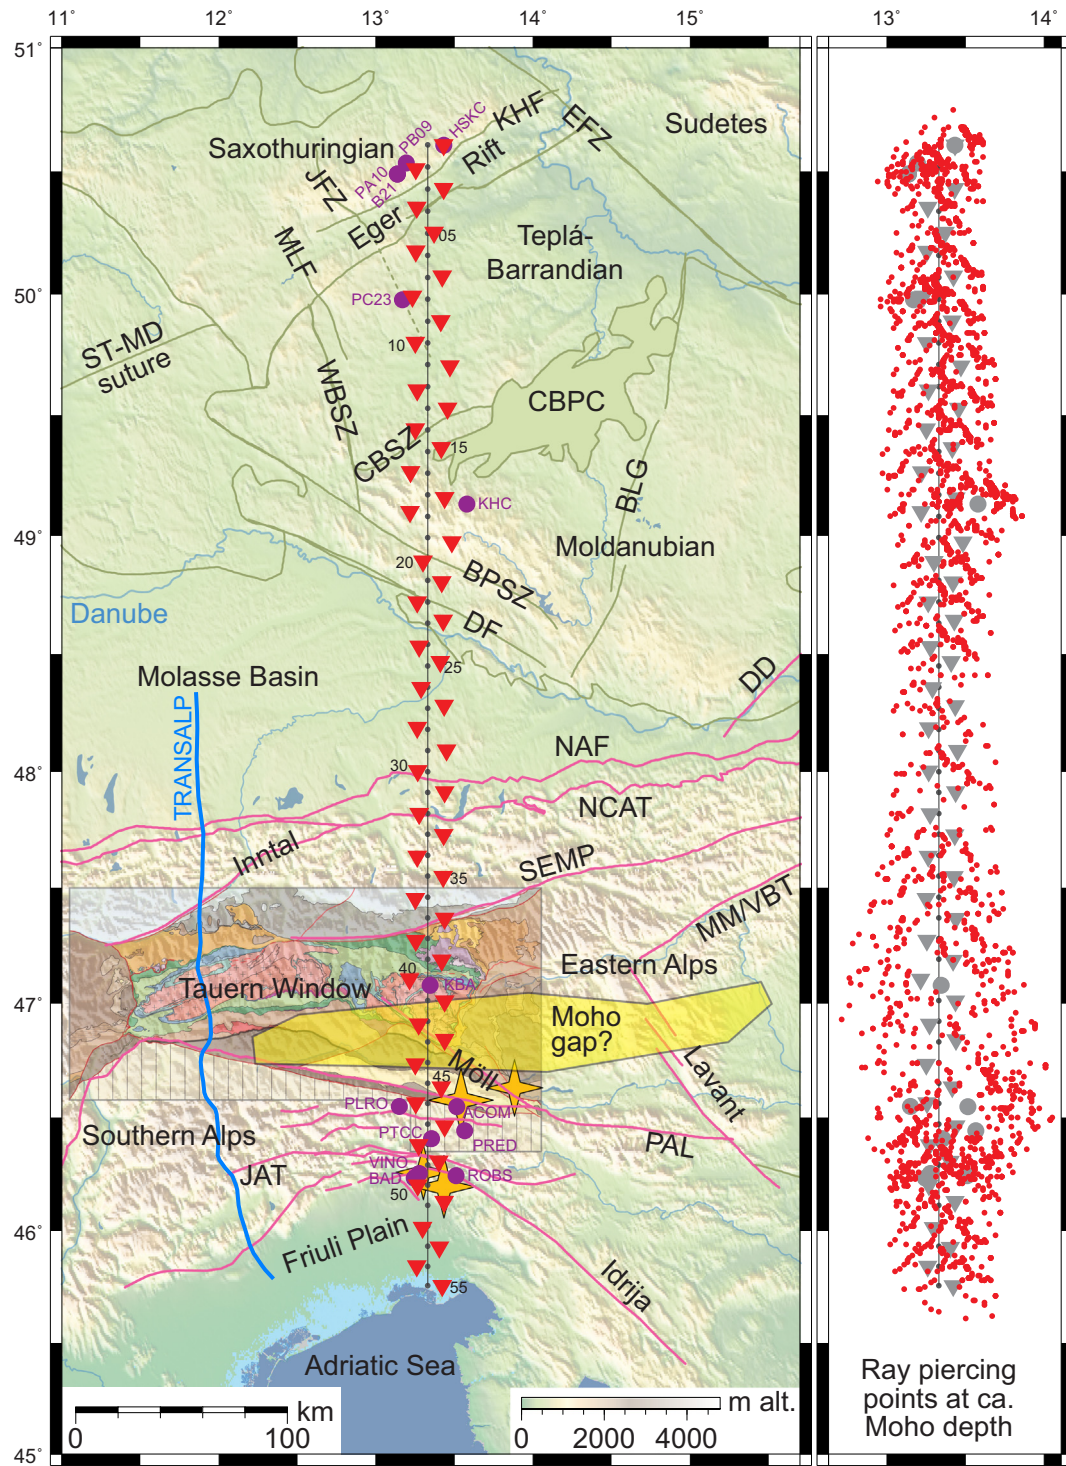 11°
12°
13°
14°
15°
13°
14°
51°
50°
49°
48°
47°
46°
45°
Saxothuringian
PB09
HSKC
KHF
EFZ
Sudetes
PA10
B21
JFZ
Rift
Eger
05
Teplá-
Barrandian
MLF
PC23
10
ST-MD
suture
WBSZ
CBPC
CBSZ
15
BLG
KHC
Moldanubian
20
BPSZ
Danube
DF
25
Molasse Basin
DD
TRANSALP
NAF
30
NCAT
Inntal
SEMP
35
MM/VBT
40
Eastern Alps
Tauern Window
KBA
Moho
gap?
Möll
45
Lavant
PLRO
ACOM
Southern Alps
PTCC
PRED
PAL
VINO
JAT
BAD
ROBS
50
Friuli Plain
Idrija
55
Adriatic Sea
km
0
100
m alt.
0
2000
4000
Ray piercing
points at ca.
Moho depth